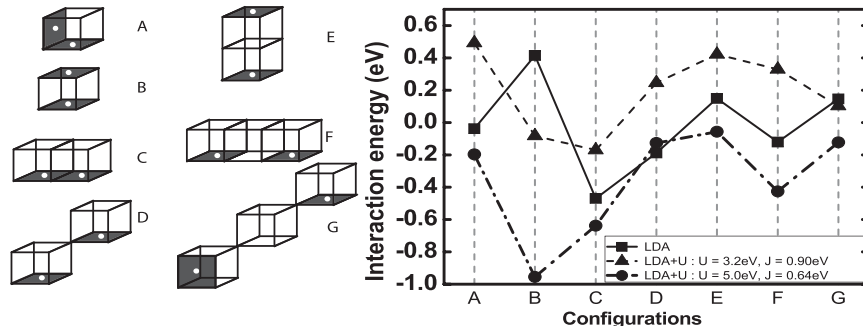 A
B
C
D
E
F
G
Interaction energy (eV)
0.6
0.4
0.2
0.0
-0.2
-0.4
-0.6
-0.8
-1.0
LDA
LDA+U : U = 3.2eV, J = 0.90eV
LDA+U : U = 5.0eV, J = 0.64eV
A B C D E F G
Configurations